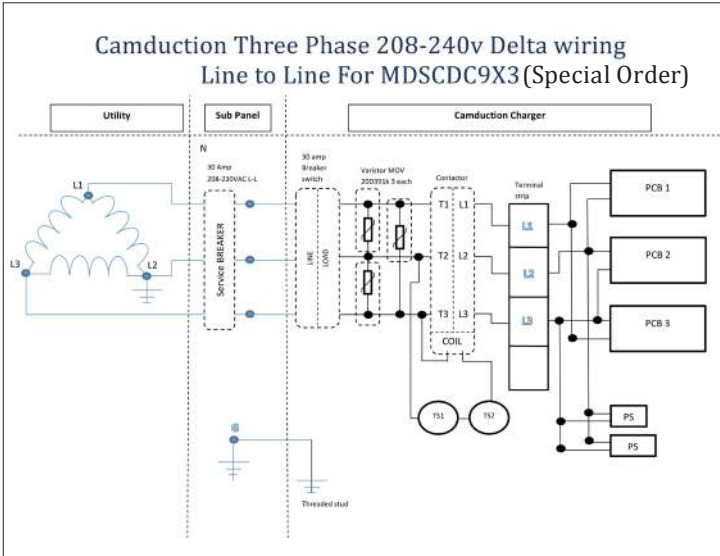 Camduction Three Phase 208-240v Delta wiring
Line to Line For MDSCDC9X3 (Special Order)
Utility
Sub Panel
Camduction Charger
N
30 Amp
208-230VAC L-L
30 amp
Breaker
switch
Varistor MOV
20D391k 3 each
Contactor
Terminal
strip
L1
L3
L2
Service BREAKER
LINE
LOAD
T1 L1
T2 L2
T3 L3
COIL
L1
L2
L3
PCB 1
PCB 2
PCB 3
TS1
TS2
PS
PS
G
Threaded stud